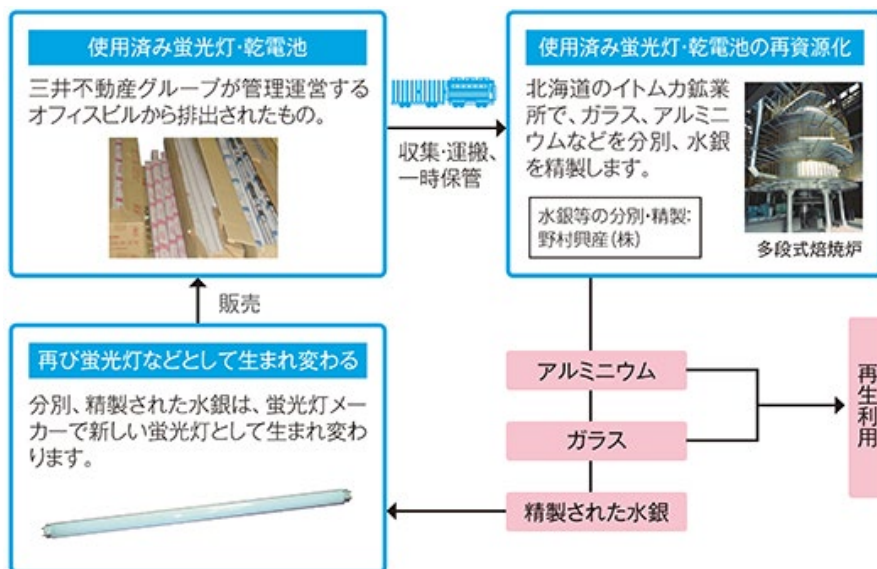 使用済み蛍光灯・乾電池
三井不動産グループが管理運営する
オフィスビルから排出されたもの。
収集・運搬、
一時保管
使用済み蛍光灯・乾電池の再資源化
北海道のイトムカ鉱業
所で、ガラス、アルミニ
ウムなどを分別、水銀
を精製します。
水銀等の分別・精製:
野村興産(株)
多段式焙焼炉
アルミニウム
ガラス
精製された水銀
再生利用
再び蛍光灯などとして生まれ変わる
分別、精製された水銀は、蛍光灯メー
カーで新しい蛍光灯として生まれ変わ
ります。
販売